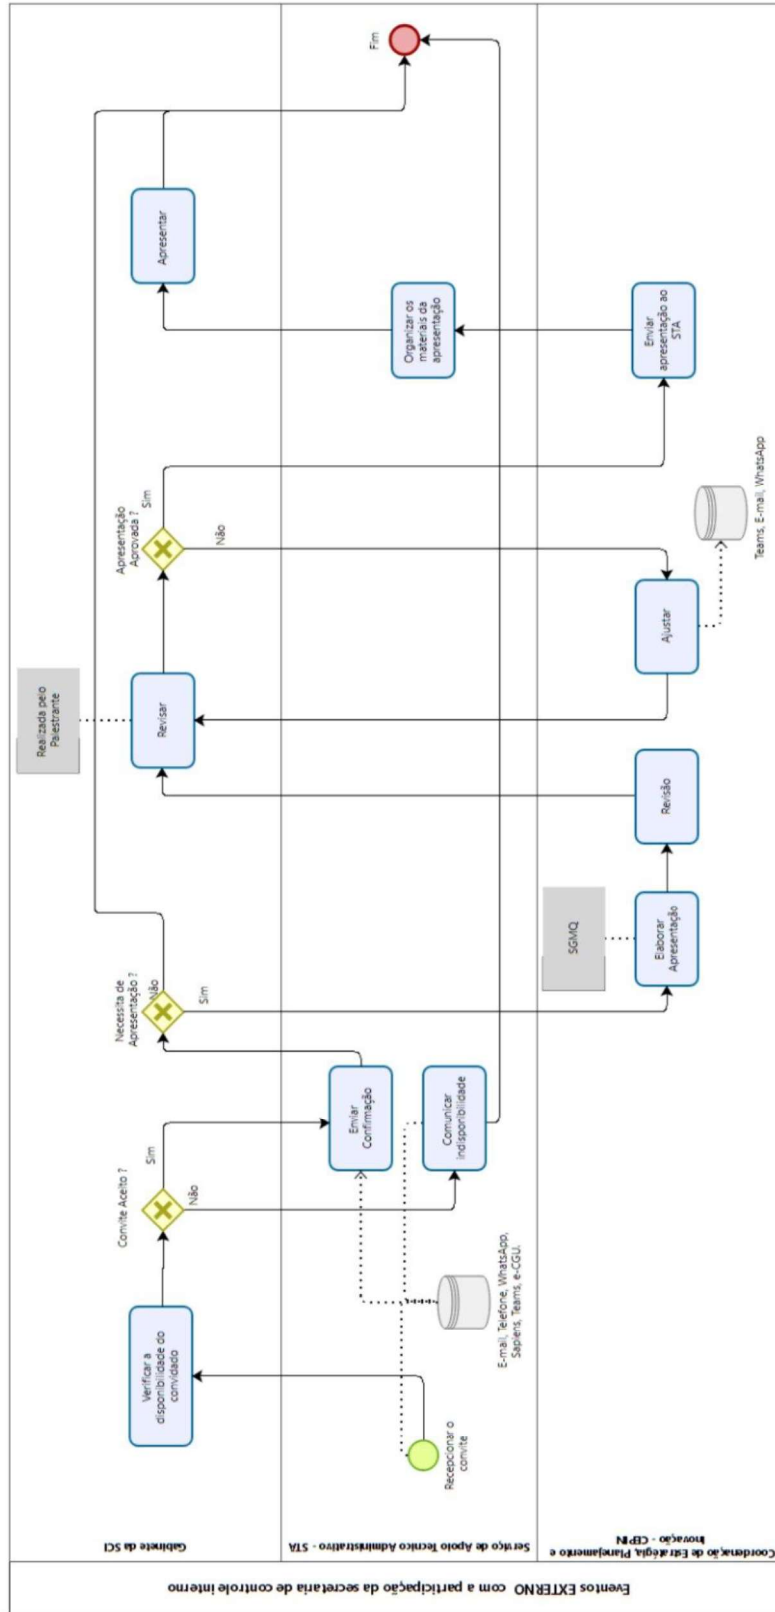 Eventos EXTERNO com a participação da secretaria de controle interno
Gabinete da SCI
Serviço de Apoio Tecnico Administrativo - STA
Coordenação de Estratégia, Planejamento e
Inovação - CEPIN
Recepcionar o
convite
Verificar a
disponibilidade do
convidado
E-mail, Telefone, WhatsApp,
Sapiens, Teams, e-CGU.
Convite Aceito ?
Sim
Não
Enviar
Confirmação
Comunicar
indisponibilidade
Necessita de
Apresentação ?
Não
Sim
SGMQ
Elaborar
Apresentação
Revisão
Realizada pelo
Palestrante
Revisar
Ajustar
Teams, E-mail, WhatsApp
Apresentação
Aprovada ?
Sim
Não
Enviar
apresentação ao
STA
Organizar os
materiais da
apresentação
Apresentar
Fim